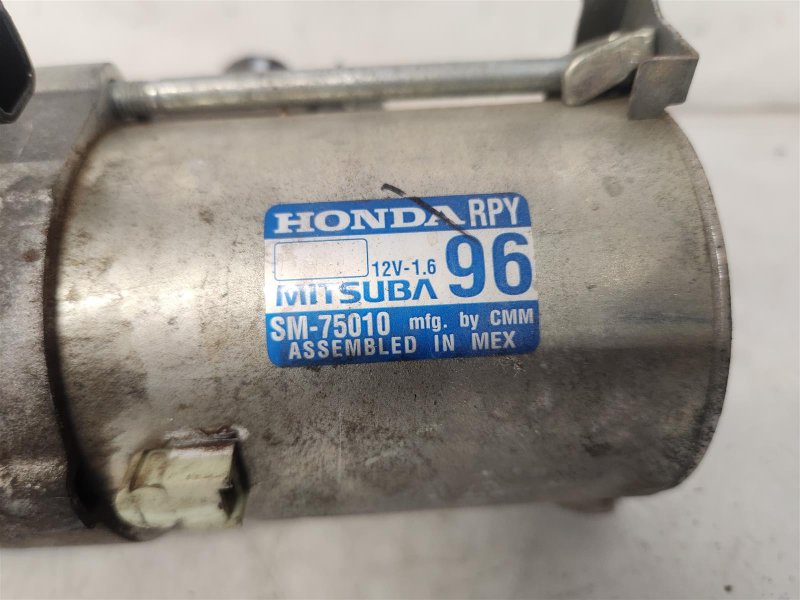 HONDA RPY
12V-1.6 96
MITSUBA
SM-75010 mfg. by CMM
ASSEMBLED IN MEX